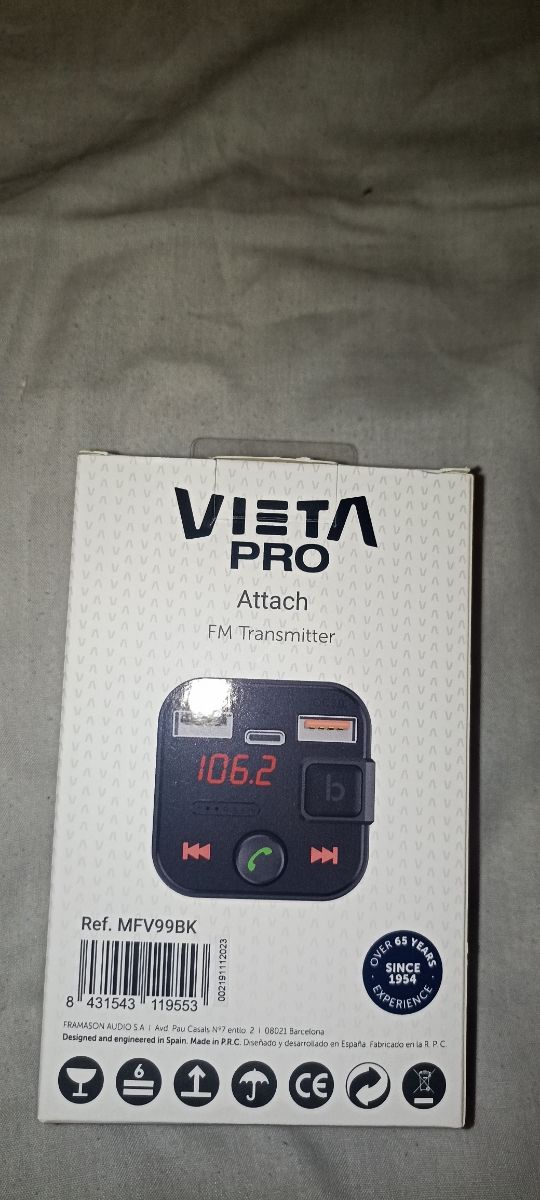 VIETA
PRO
Attach
FM Transmitter
106.2
b
Ref. MFV99BK
8 431543 119553
002191112023
OVER 65 YEARS
SINCE
1954
EXPERIENCE
FRAMASON AUDIO S.A | Avd. Pau Casals Nº7 entlo. 2 | 08021 Barcelona
Designed and engineered in Spain. Made in P.R.C. Diseñado y desarrollado en España. Fabricado en la R. P. C.
6
CE